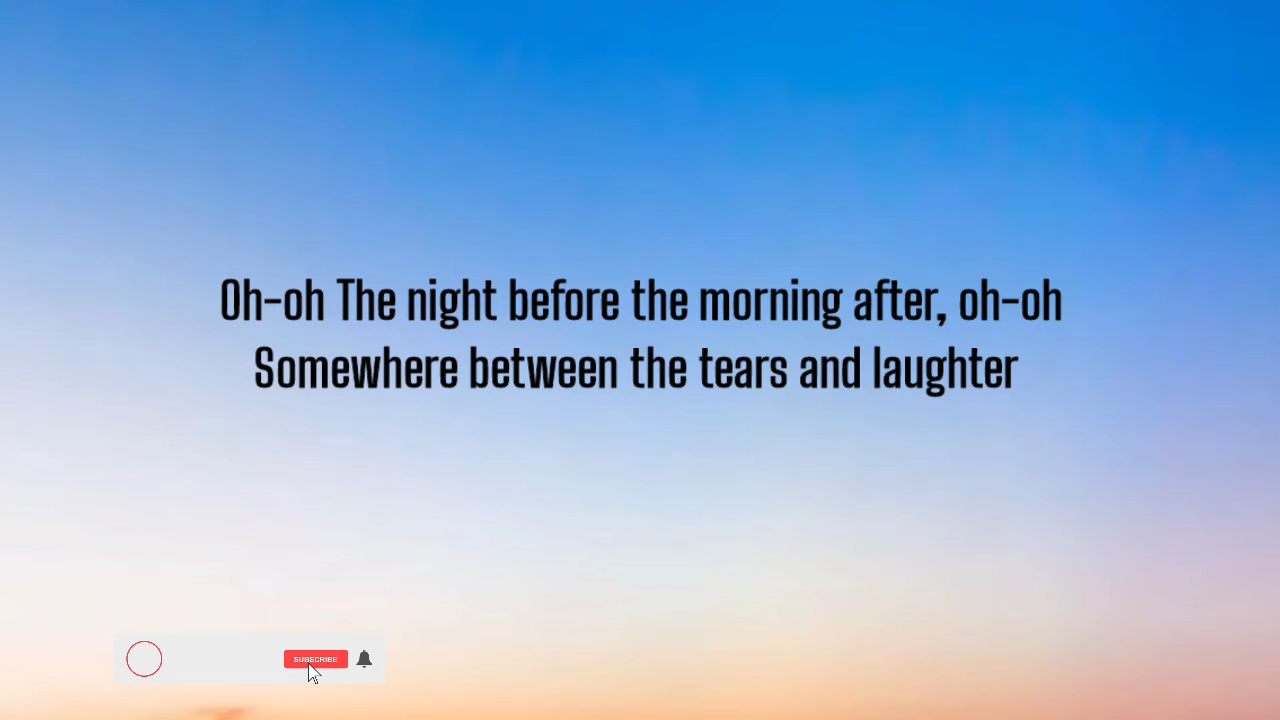 Oh-oh The night before the morning after, oh-oh
Somewhere between the tears and laughter
SUBSCRIBE